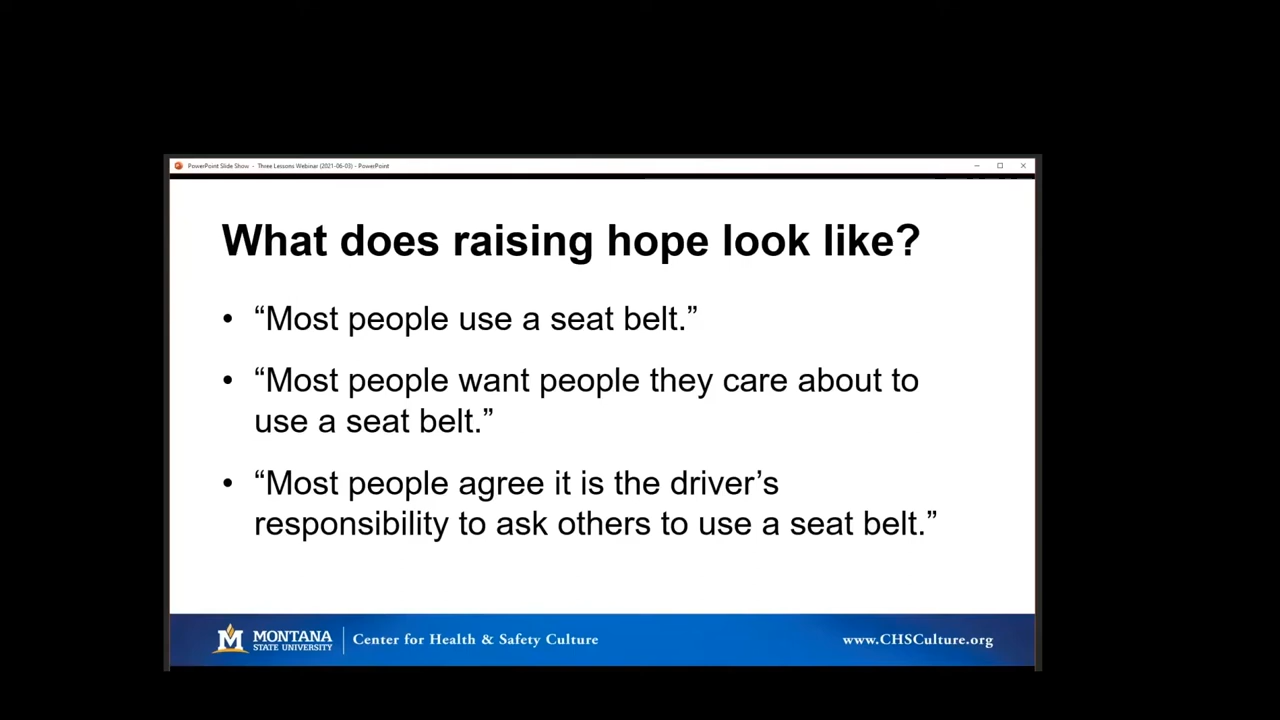 PowerPoint Slide Show - Three Lessons Webinar (2021-06-03) - PowerPoint
What does raising hope look like?
• “Most people use a seat belt.”
• “Most people want people they care about to
use a seat belt.”
• “Most people agree it is the driver’s
responsibility to ask others to use a seat belt.”
M MONTANA
STATE UNIVERSITY
Center for Health & Safety Culture
www.CHSCulture.org